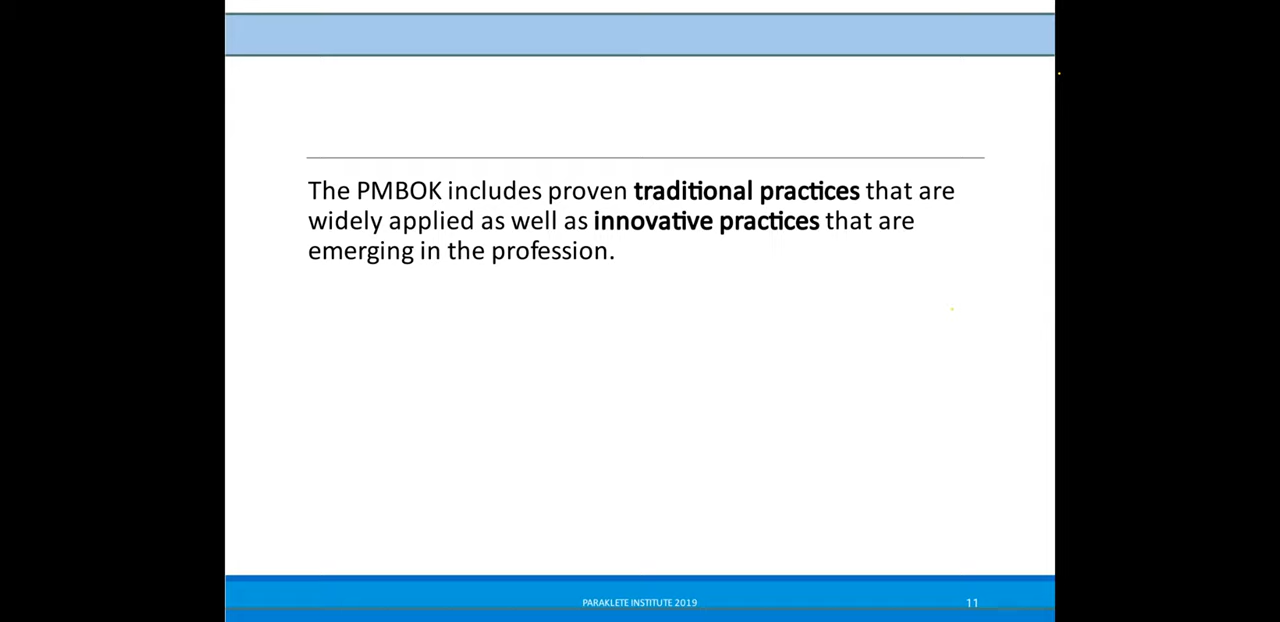 The PMBOK includes proven traditional practices that are
widely applied as well as innovative practices that are
emerging in the profession.
PARAKLETE INSTITUTE 2019
11